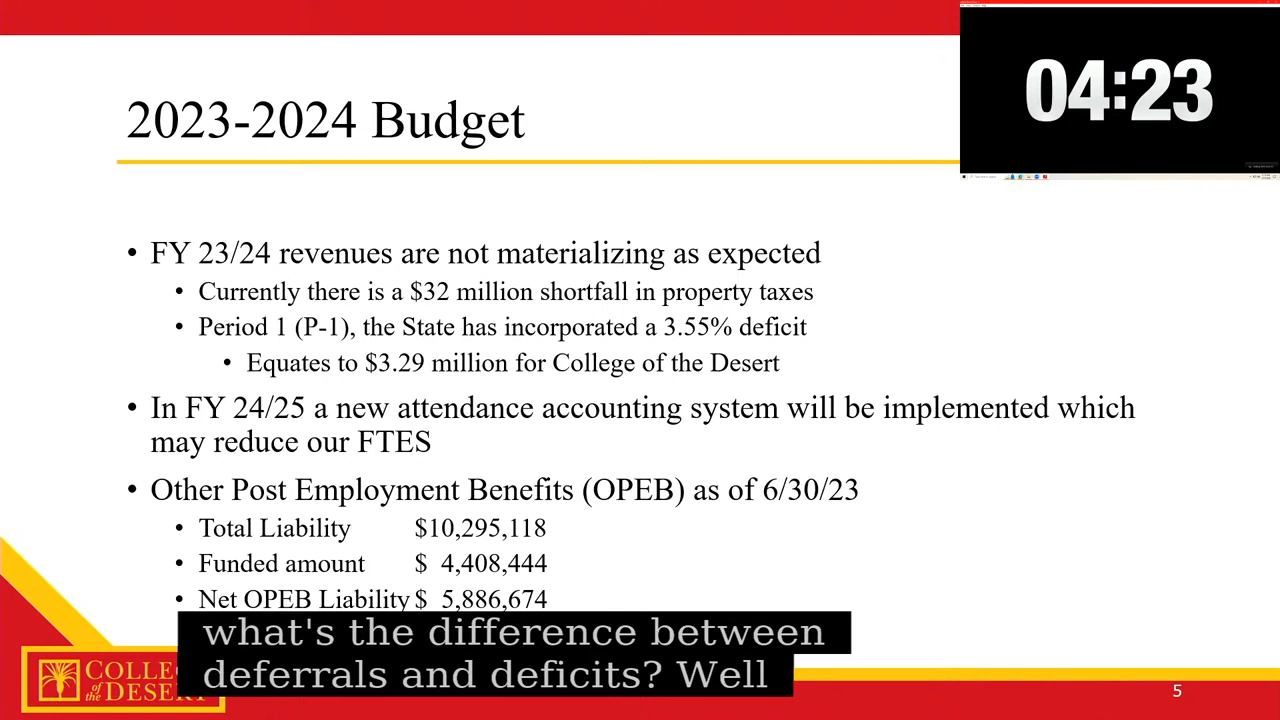 04:23
2023-2024 Budget
• FY 23/24 revenues are not materializing as expected
• Currently there is a $32 million shortfall in property taxes
• Period 1 (P-1), the State has incorporated a 3.55% deficit
• Equates to $3.29 million for College of the Desert
• In FY 24/25 a new attendance accounting system will be implemented which
may reduce our FTES
• Other Post Employment Benefits (OPEB) as of 6/30/23
• Total Liability $10,295,118
• Funded amount $ 4,408,444
• Net OPEB Liability $ 5,886,674
what's the difference between
deferrals and deficits? Well
COLLE
of the DESERT
5